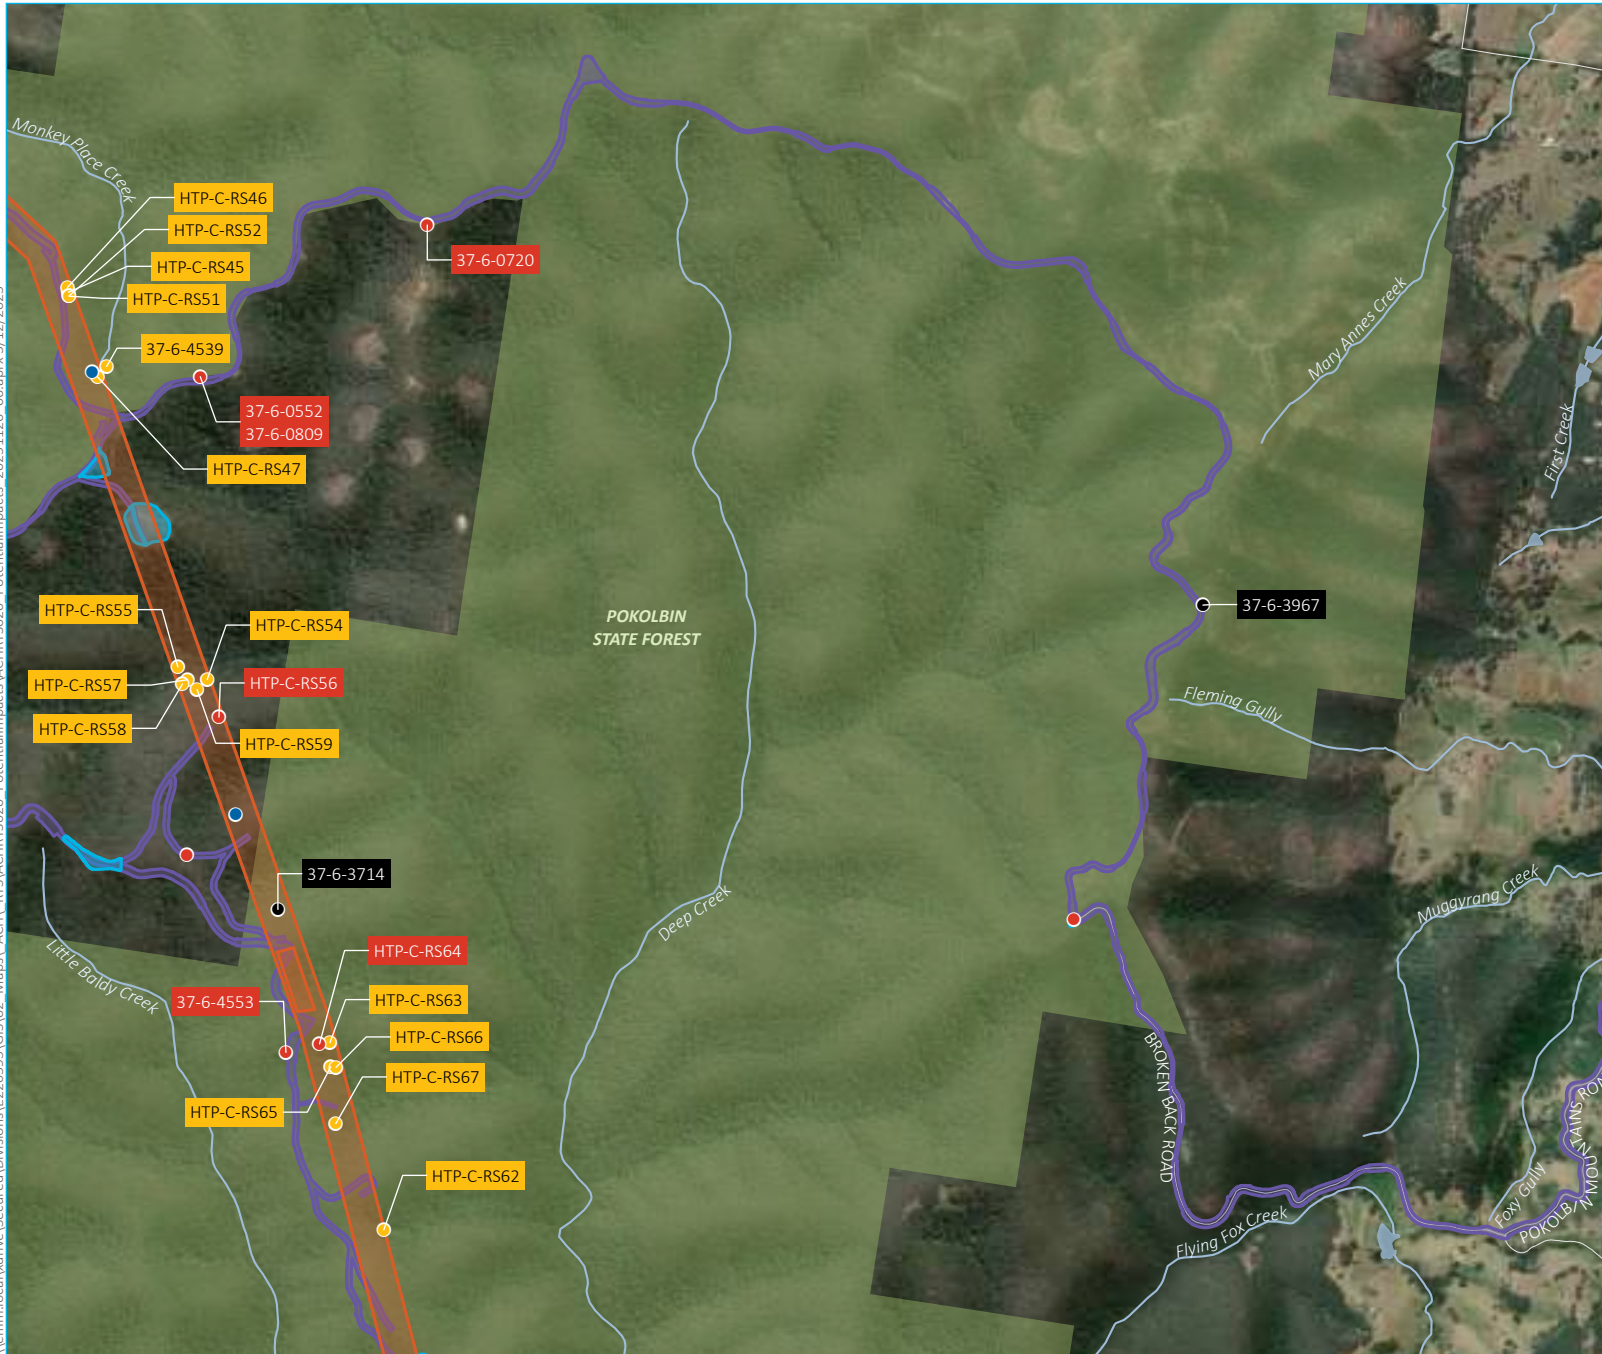 Monkey Place Creek
HTP-C-RS46
HTP-C-RS52
HTP-C-RS45
HTP-C-RS51
37-6-0720
37-6-4539
37-6-0552
37-6-0809
HTP-C-RS47
Mary Annes Creek
First Creek
HTP-C-RS55
HTP-C-RS54
POKOLBIN
STATE FOREST
37-6-3967
HTP-C-RS57
HTP-C-RS56
HTP-C-RS58
HTP-C-RS59
Fleming Gully
37-6-3714
Deep Creek
Muggyrang Creek
Little Baldy Creek
HTP-C-RS64
37-6-4553
HTP-C-RS63
HTP-C-RS66
HTP-C-RS67
HTP-C-RS65
BROKEN BACK ROAD
HTP-C-RS62
Flying Fox Creek
Foxy Gully
POKOLBIN MOUNTAINS ROA